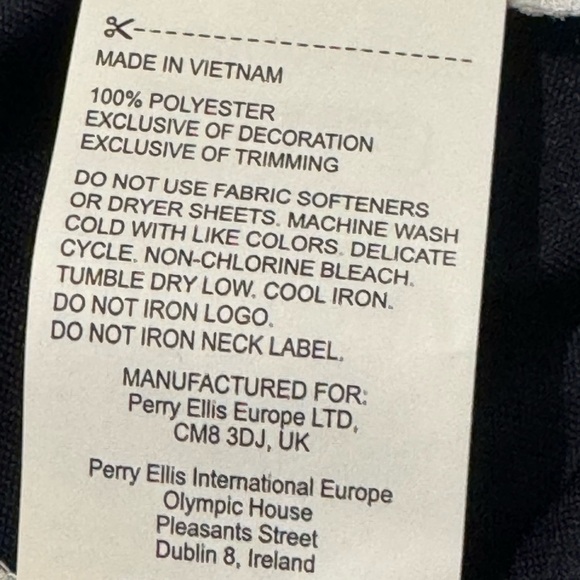 MADE IN VIETNAM
100% POLYESTER
EXCLUSIVE OF DECORATION
EXCLUSIVE OF TRIMMING
DO NOT USE FABRIC SOFTENERS
OR DRYER SHEETS. MACHINE WASH
COLD WITH LIKE COLORS. DELICATE
CYCLE. NON-CHLORINE BLEACH.
TUMBLE DRY LOW. COOL IRON.
DO NOT IRON LOGO.
DO NOT IRON NECK LABEL.
MANUFACTURED FOR:
Perry Ellis Europe LTD,
CM8 3DJ, UK
Perry Ellis International Europe
Olympic House
Pleasants Street
Dublin 8, Ireland